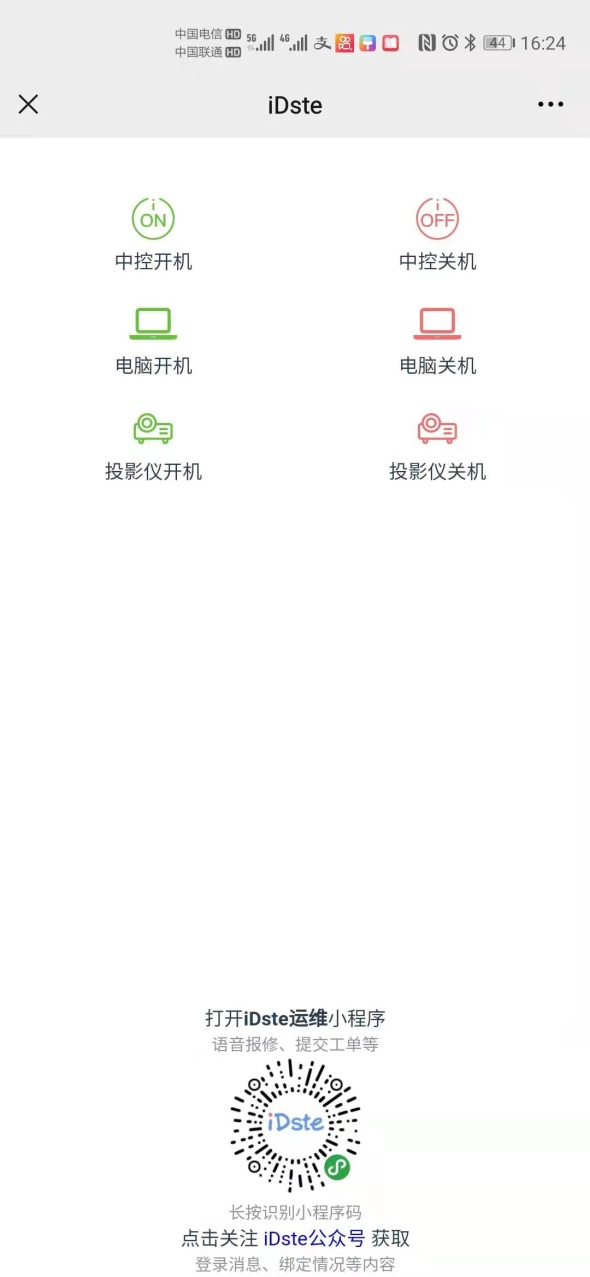 中国电信 HD 5G 4G 支 44 16:24
中国联通 HD
iDste
ON OFF
中控开机 中控关机
电脑开机 电脑关机
投影仪开机 投影仪关机
打开iDste运维小程序
语音报修、提交工单等
iDste
长按识别小程序码
点击关注 iDste公众号 获取
登录消息、绑定情况等内容